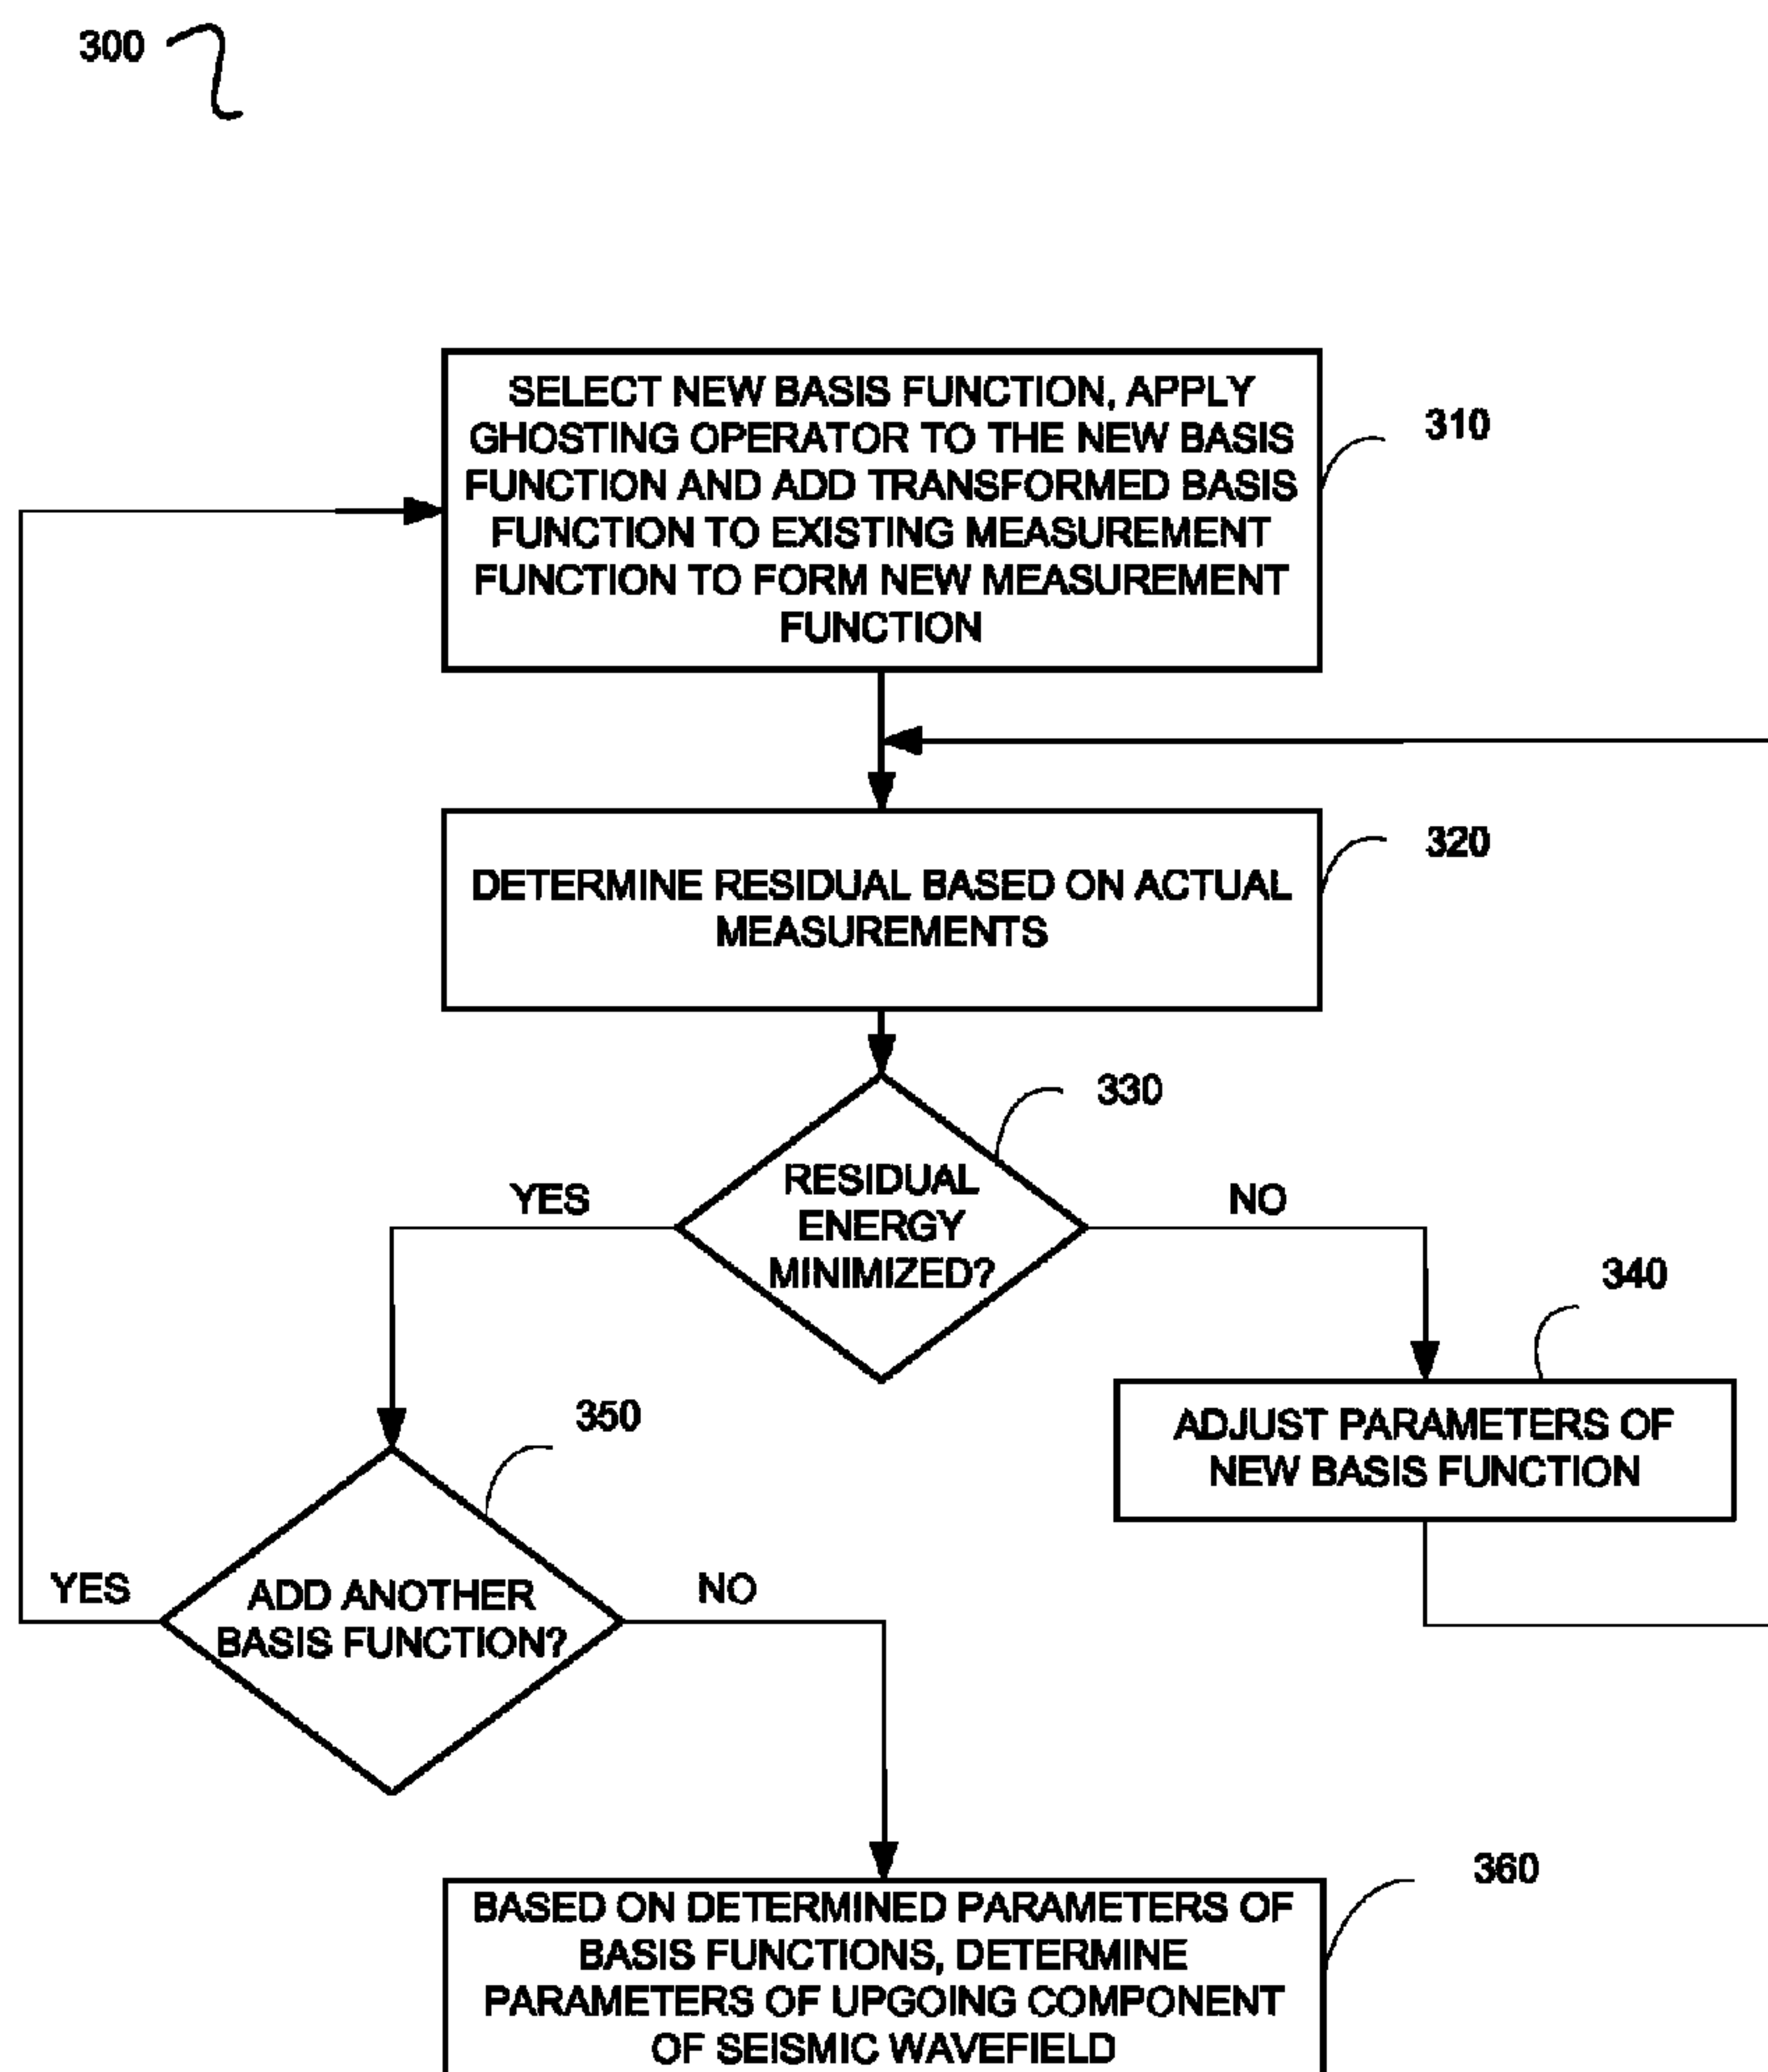 300
SELECT NEW BASIS FUNCTION, APPLY
GHOSTING OPERATOR TO THE NEW BASIS
FUNCTION AND ADD TRANSFORMED BASIS
FUNCTION TO EXISTING MEASUREMENT
FUNCTION TO FORM NEW MEASUREMENT
FUNCTION
310
DETERMINE RESIDUAL BASED ON ACTUAL
MEASUREMENTS
320
330
RESIDUAL
ENERGY
MINIMIZED?
YES
NO
340
ADJUST PARAMETERS OF
NEW BASIS FUNCTION
350
ADD ANOTHER
BASIS FUNCTION?
YES
NO
360
BASED ON DETERMINED PARAMETERS OF
BASIS FUNCTIONS, DETERMINE
PARAMETERS OF UPGOING COMPONENT
OF SEISMIC WAVEFIELD